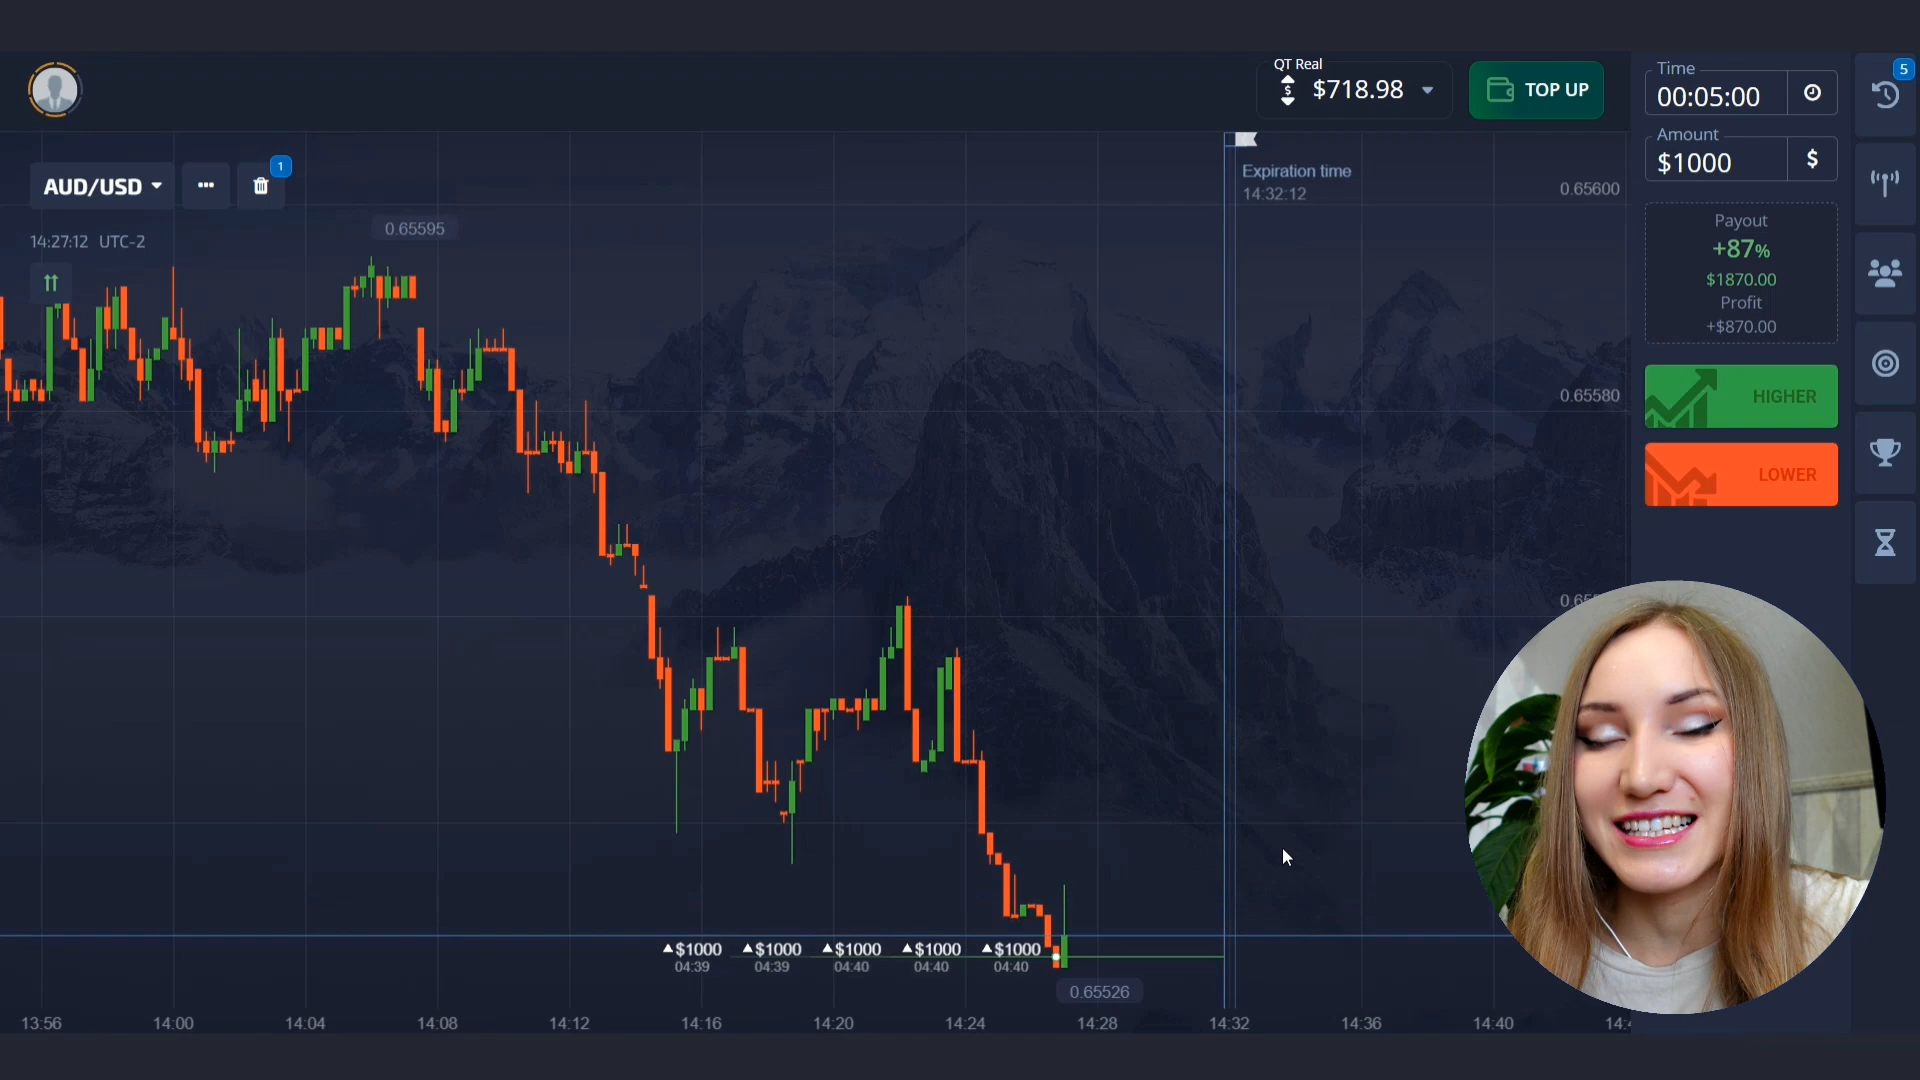 QT Real
$718.98
TOP UP
Time
00:05:00
5
Amount
$1000 $
AUD/USD
1
Expiration time
14:32:12
0.65600
0.65595
14:27:12 UTC-2
Payout
+87%
$1870.00
Profit
+$870.00
0.65580
HIGHER
LOWER
$1000 $1000 $1000 $1000 $1000
04:39 04:39 04:40 04:40 04:40
0.65526
13:56 14:00 14:04 14:08 14:12 14:16 14:20 14:24 14:28 14:32 14:36 14:40